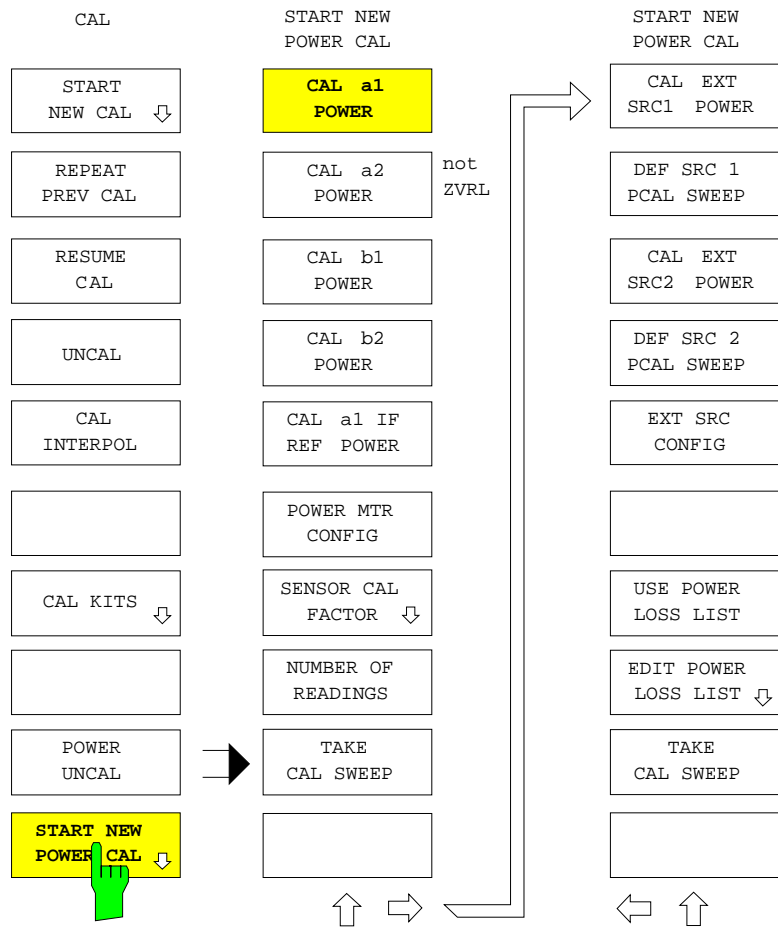 CAL
START
NEW CAL
REPEAT
PREV CAL
RESUME
CAL
UNCAL
CAL
INTERPOL
CAL KITS
POWER
UNCAL
START NEW
POWER CAL
START NEW
POWER CAL
CAL a1
POWER
CAL a2
POWER
not
ZVRL
CAL b1
POWER
CAL b2
POWER
CAL a1 IF
REF POWER
POWER MTR
CONFIG
SENSOR CAL
FACTOR
NUMBER OF
READINGS
TAKE
CAL SWEEP
START NEW
POWER CAL
CAL EXT
SRC1 POWER
DEF SRC 1
PCAL SWEEP
CAL EXT
SRC2 POWER
DEF SRC 2
PCAL SWEEP
EXT SRC
CONFIG
USE POWER
LOSS LIST
EDIT POWER
LOSS LIST
TAKE
CAL SWEEP